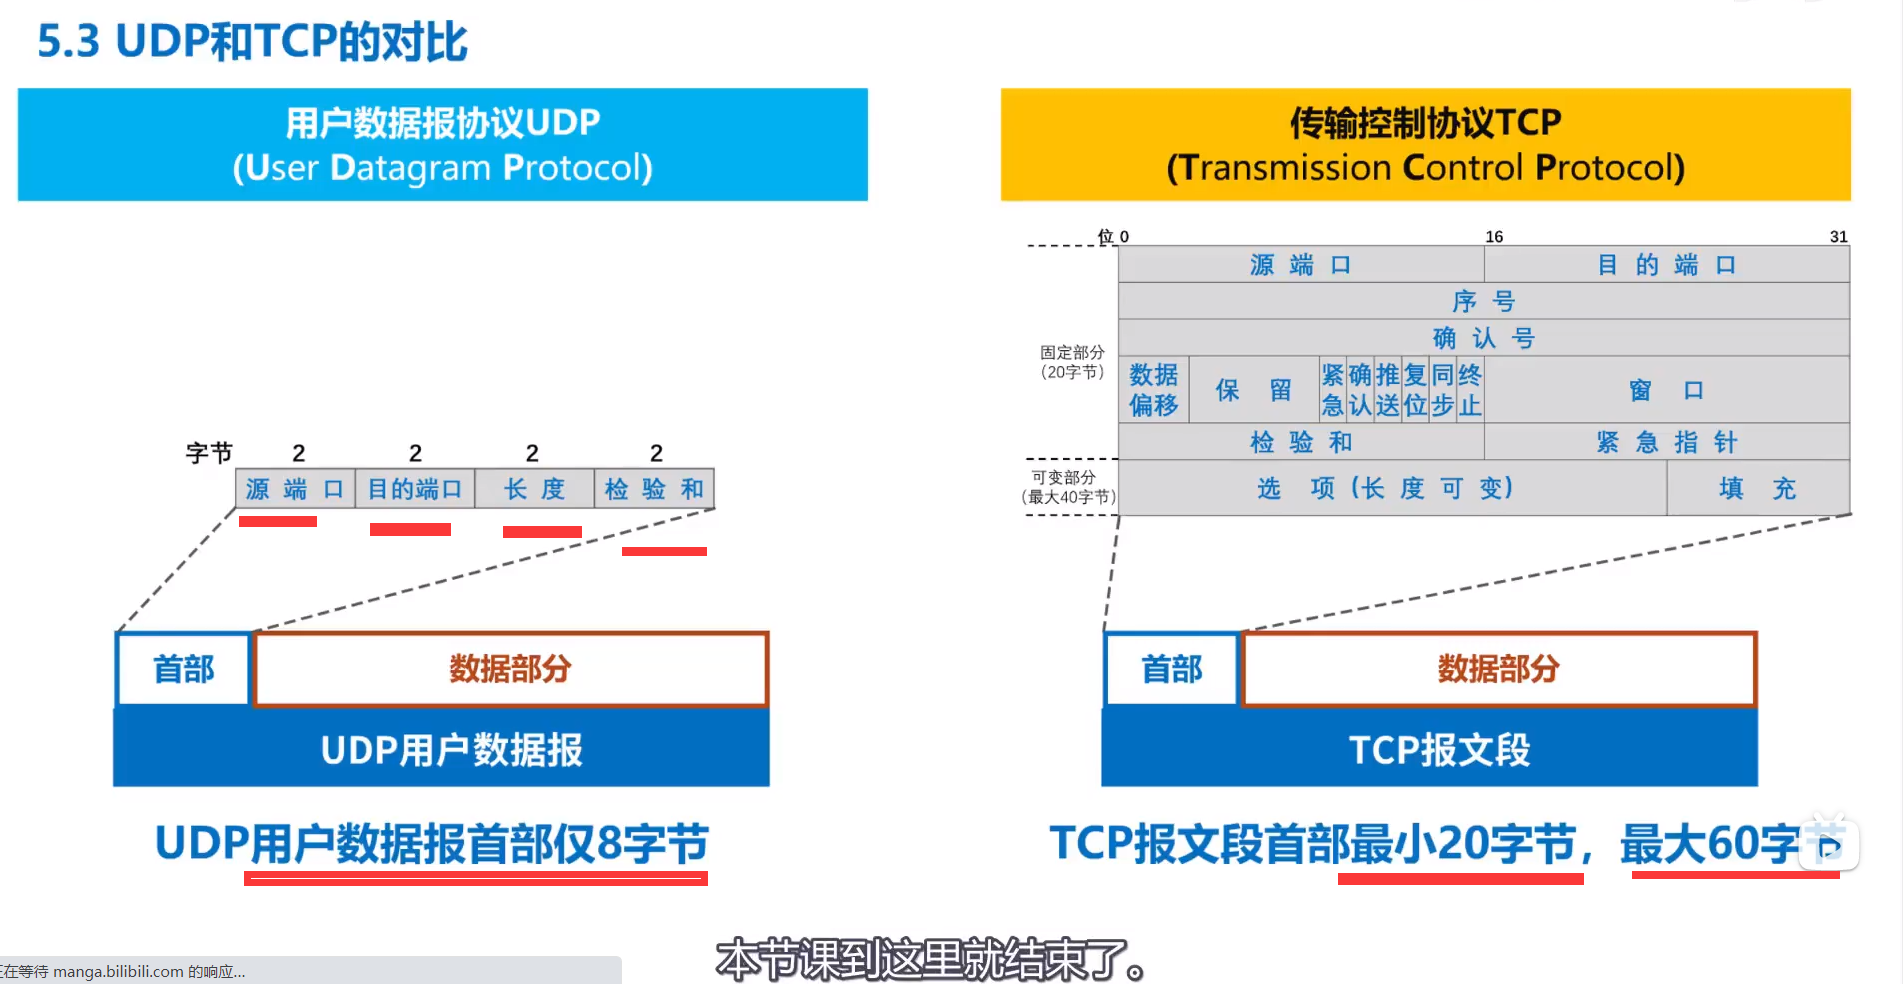 5.3 UDP和TCP的对比
用户数据报协议UDP
(User Datagram Protocol)
字节 2 2 2 2
源端口 目的端口 长度 检验和
首部 数据部分
UDP用户数据报
UDP用户数据报首部仅8字节
传输控制协议TCP
(Transmission Control Protocol)
位 0 16 31
源端口 目的端口
序号
确认号
固定部分
(20字节)
数据偏移 保留 紧急 确认 推送 复位 同步 终止 窗口
检验和 紧急指针
可变部分
(最大40字节)
选项(长度可变) 填充
首部 数据部分
TCP报文段
TCP报文段首部最小20字节，最大60字节
本节课到这里就结束了。
正在等待 manga.bilibili.com 的响应...